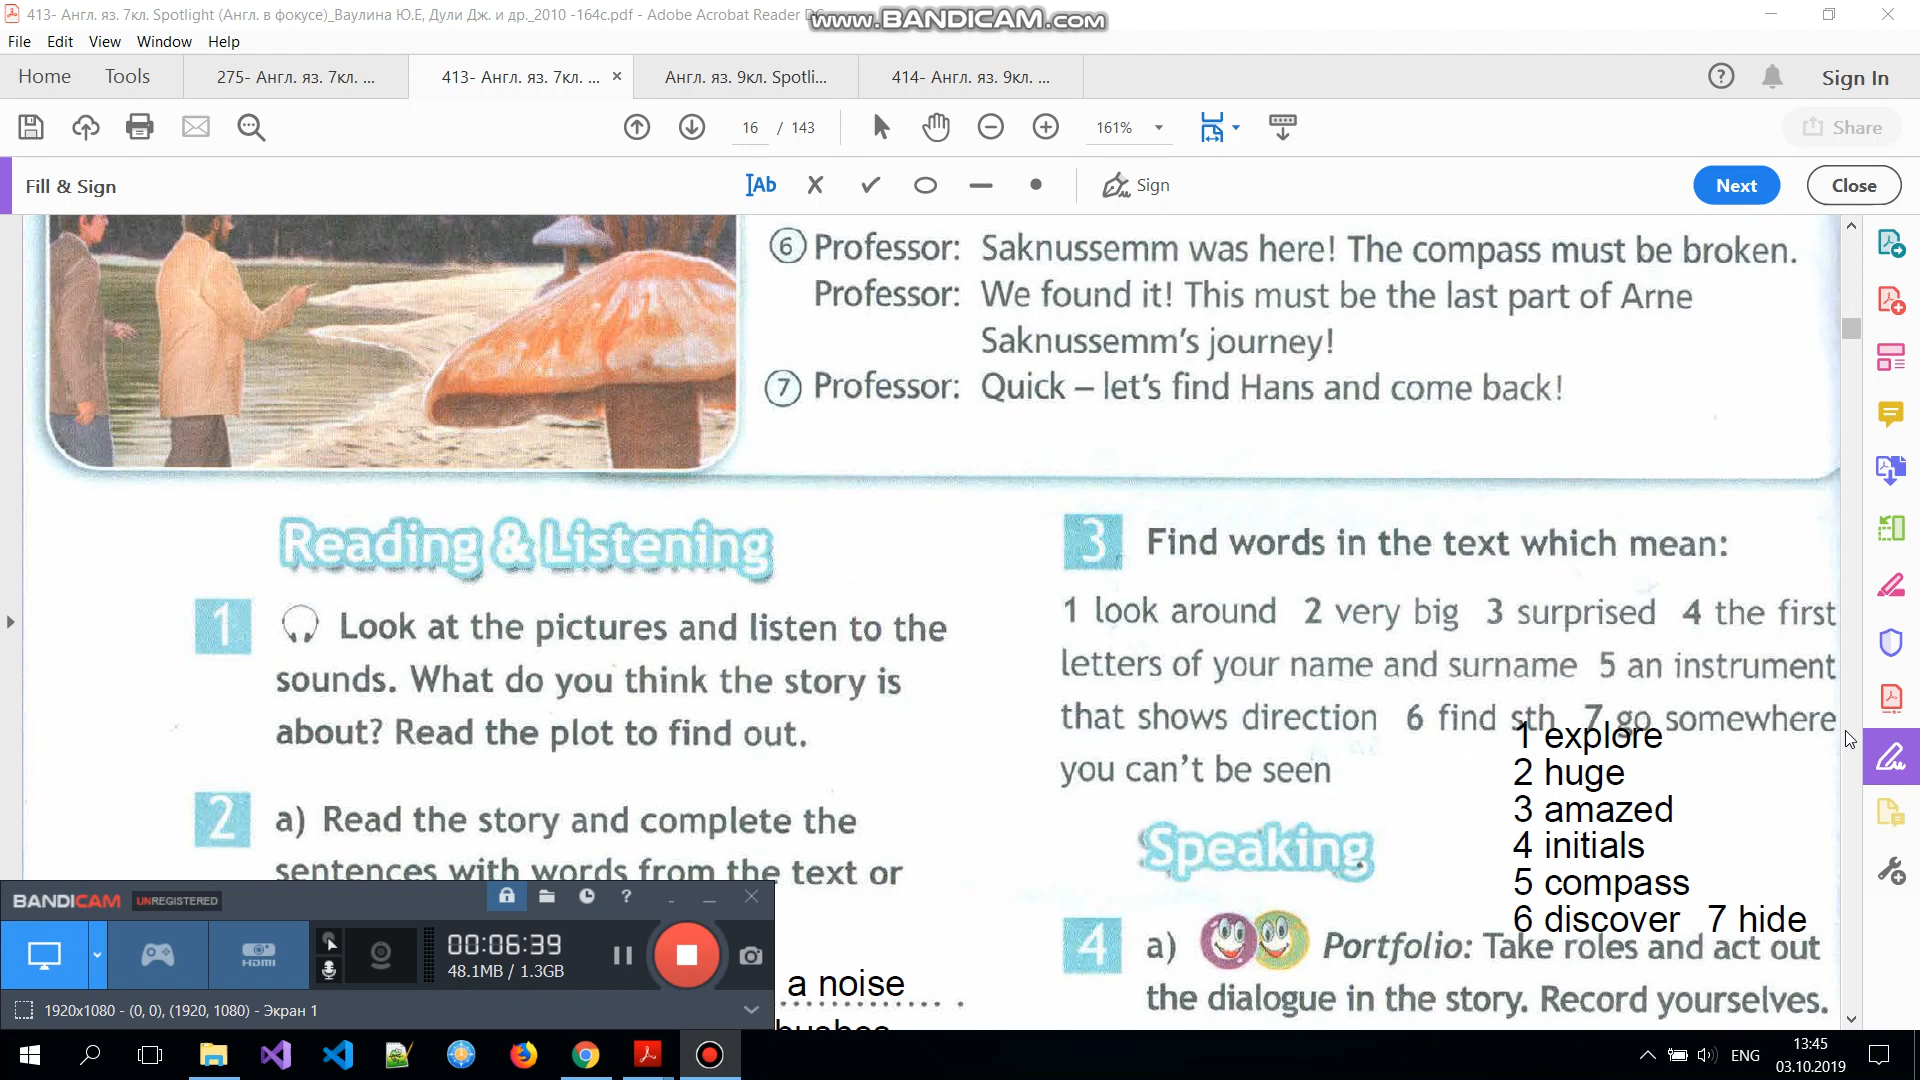 413- Англ. яз. 7кл. Spotlight (Англ. в фокусе)_Ваулина Ю.Е, Дули Дж. и др._2010 -164с.pdf - Adobe Acrobat Reader DC
www.BANDICAM.com
File Edit View Window Help
Home Tools 275- Англ. яз. 7кл. ... 413- Англ. яз. 7кл. ... Англ. яз. 9кл. Spotli... 414- Англ. яз. 9кл. ... Sign In
16 / 143 161% Share
Fill & Sign Ab Sign Next Close
6 Professor: Saknussemm was here! The compass must be broken.
Professor: We found it! This must be the last part of Arne
Saknussemm's journey!
7 Professor: Quick – let's find Hans and come back!
Reading & Listening
1 Look at the pictures and listen to the
sounds. What do you think the story is
about? Read the plot to find out.
2 a) Read the story and complete the
sentences with words from the text or
a noise
bushes
3 Find words in the text which mean:
1 look around 2 very big 3 surprised 4 the first
letters of your name and surname 5 an instrument
that shows direction 6 find sth 7 go somewhere
you can't be seen
1 explore
2 huge
3 amazed
4 initials
5 compass
6 discover 7 hide
Speaking
4 a) Portfolio: Take roles and act out
the dialogue in the story. Record yourselves.
BANDICAM UNREGISTERED
HDMI
00:06:39
48.1MB / 1.3GB
1920x1080 - (0, 0), (1920, 1080) - Экран 1
ENG
13:45
03.10.2019